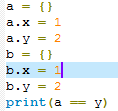 a = {}
a.x = 1
a.y = 2
b = {}
b.x = 1
b.y = 2
print(a == y)